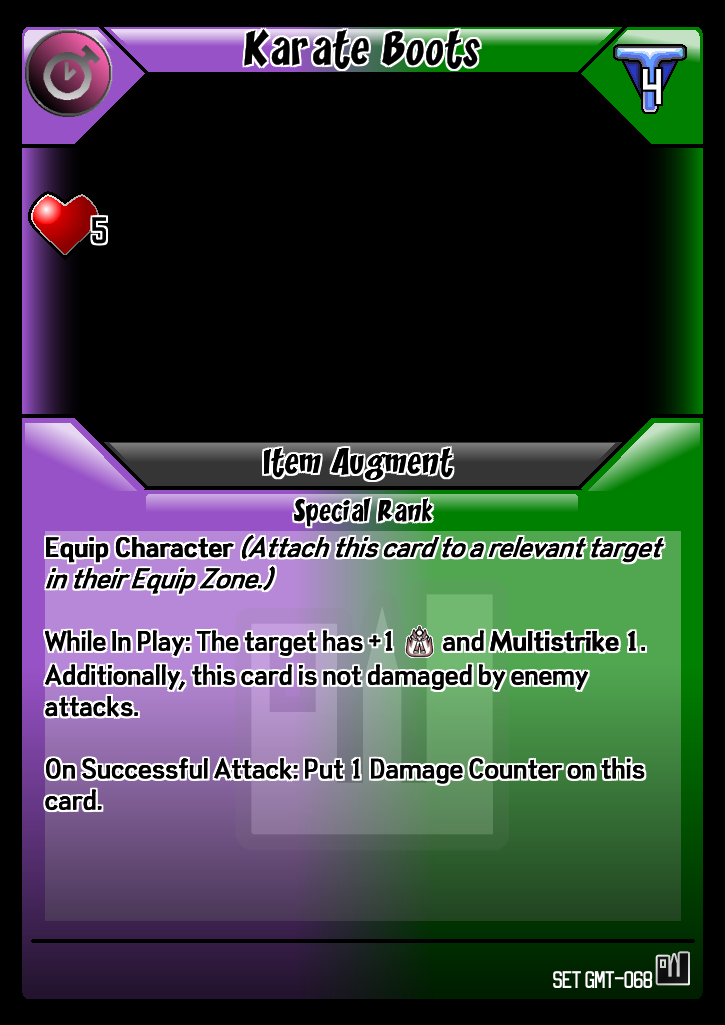 Karate Boots
4
5
Item Augment
Special Rank
Equip Character (Attach this card to a relevant target
in their Equip Zone.)
While In Play: The target has +1 and Multistrike 1.
Additionally, this card is not damaged by enemy
attacks.
On Successful Attack: Put 1 Damage Counter on this
card.
SET GMT-068